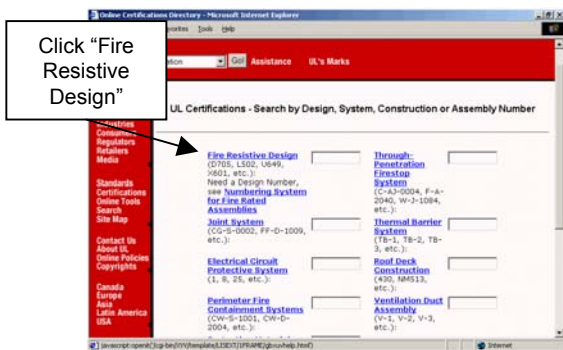 Online Certifications Directory - Microsoft Internet Explorer
Tools Help
Click "Fire
Resistive
Design"
Go! Assistance UL's Marks
UL Certifications - Search by Design, System, Construction or Assembly Number
Consumers
Regulators
Retailers
Media
Standards
Certifications
Online Tools
Search
Site Map
Contact Us
About UL
Online Policies
Copyrights
Canada
Europe
Asia
Latin America
USA
Fire Resistive Design
(D705, L502, U649,
X601, etc.):
Need a Design Number,
see Numbering System
for Fire Rated
Assemblies
Through-
Penetration
Firestop
System
(C-AJ-0004, F-A-
2040, W-J-1084,
etc.):
Joint System
(CG-S-0002, FF-D-1009,
etc.):
Thermal Barrier
System
(TB-1, TB-2, TB-
3, etc.):
Electrical Circuit
Protective System
(1, 8, 25, etc.):
Roof Deck
Construction
(430, NM513,
etc.):
Perimeter Fire
Containment Systems
(CW-S-1001, CW-D-
2004, etc.):
Ventilation Duct
Assembly
(V-1, V-2, V-3,
etc.):
Internet